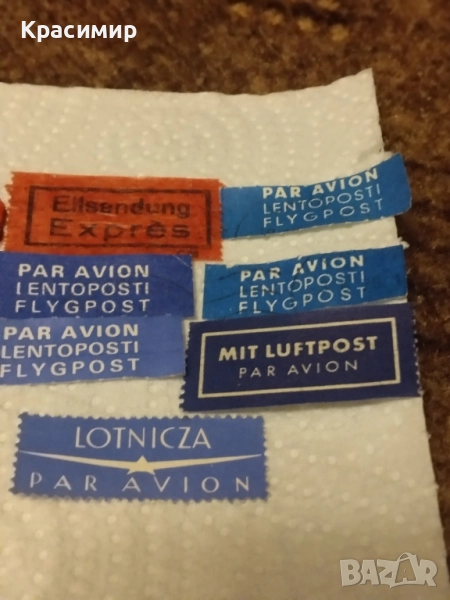 Красимир
Eilsendung
Exprès
PAR AVION
LENTOPOSTI
FLYGPOST
PAR AVION
LENTOPOSTI
FLYGPOST
PAR AVION
LENTOPOSTI
FLYGPOST
PAR AVION
LENTOPOSTI
FLYGPOST
MIT LUFTPOST
PAR AVION
LOTNICZA
PAR AVION
BAZAR